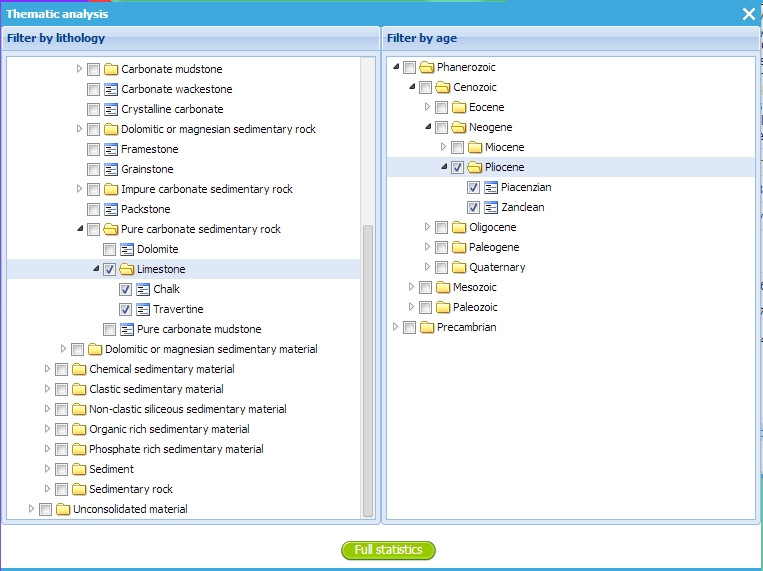 Thematic analysis
Filter by lithology
Carbonate mudstone
Carbonate wackestone
Crystalline carbonate
Dolomitic or magnesian sedimentary rock
Framestone
Grainstone
Impure carbonate sedimentary rock
Packstone
Pure carbonate sedimentary rock
Dolomite
Limestone
Chalk
Travertine
Pure carbonate mudstone
Dolomitic or magnesian sedimentary material
Chemical sedimentary material
Clastic sedimentary material
Non-clastic siliceous sedimentary material
Organic rich sedimentary material
Phosphate rich sedimentary material
Sediment
Sedimentary rock
Unconsolidated material
Filter by age
Phanerozoic
Cenozoic
Eocene
Neogene
Miocene
Pliocene
Piacenzian
Zanclean
Oligocene
Paleogene
Quaternary
Mesozoic
Paleozoic
Precambrian
Full statistics